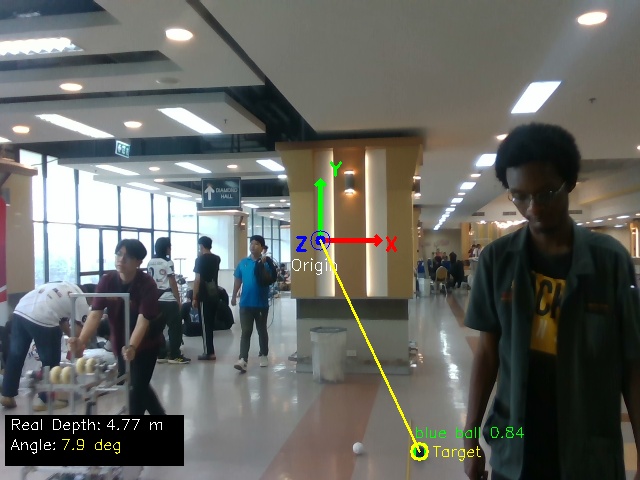 DIAMOND
HALL
Y
Z
X
Origin
Real Depth: 4.77 m
Angle: 7.9 deg
blue ball 0.84
Target